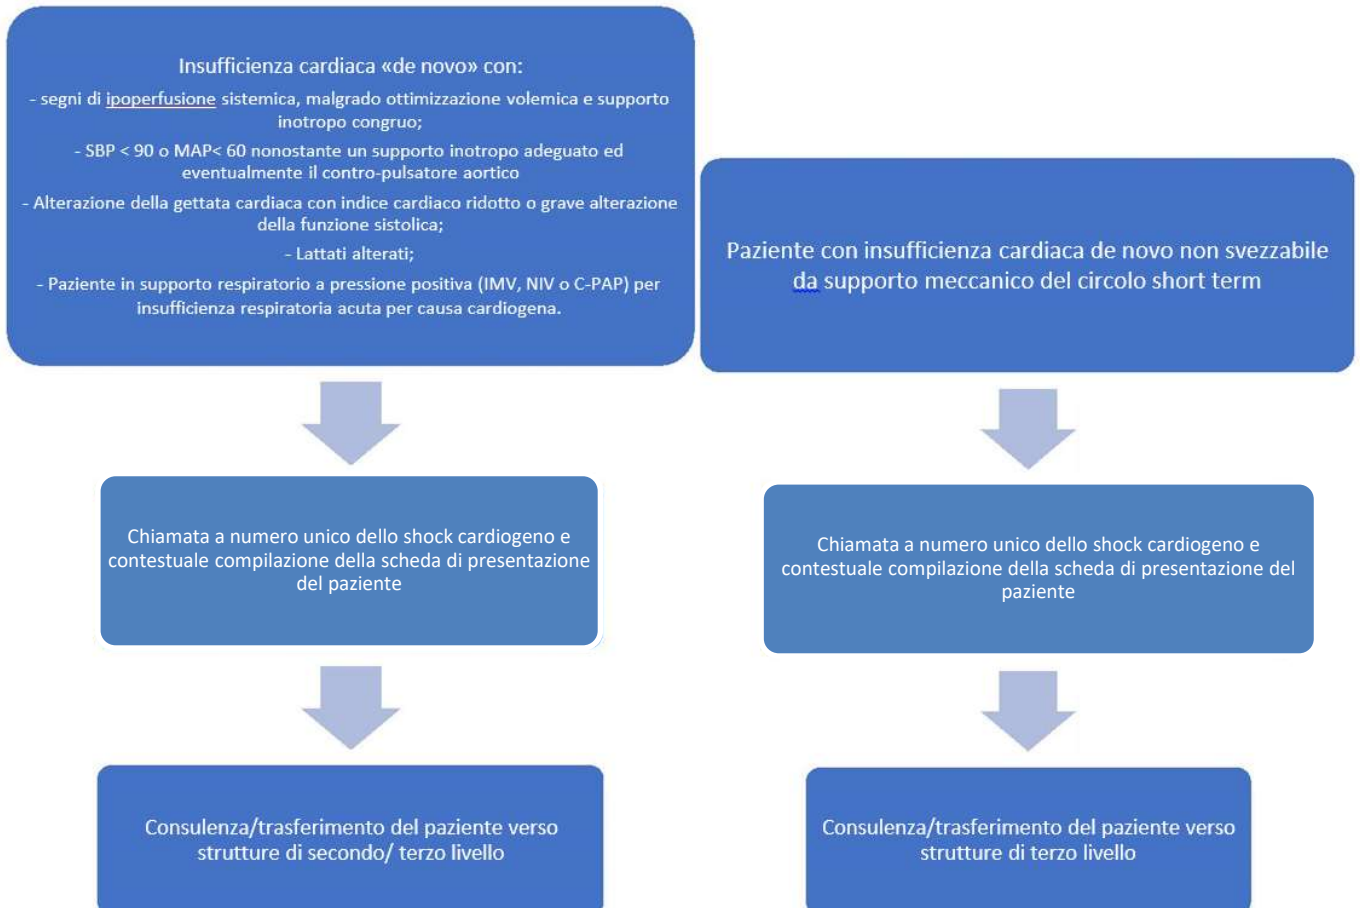 Insufficienza cardiaca «de novo» con:
- segni di ipoperfusione sistemica, malgrado ottimizzazione volemica e supporto
inotropo congruo;
- SBP < 90 o MAP< 60 nonostante un supporto inotropo adeguato ed
eventualmente il contro-pulsatore aortico
- Alterazione della gettata cardiaca con indice cardiaco ridotto o grave alterazione
della funzione sistolica;
- Lattati alterati;
- Paziente in supporto respiratorio a pressione positiva (IMV, NIV o C-PAP) per
insufficienza respiratoria acuta per causa cardiogena.
Chiamata a numero unico dello shock cardiogeno e
contestuale compilazione della scheda di presentazione
del paziente
Consulenza/trasferimento del paziente verso
strutture di secondo/ terzo livello
Paziente con insufficienza cardiaca de novo non svezzabile
da supporto meccanico del circolo short term
Chiamata a numero unico dello shock cardiogeno e
contestuale compilazione della scheda di presentazione del
paziente
Consulenza/trasferimento del paziente verso
strutture di terzo livello